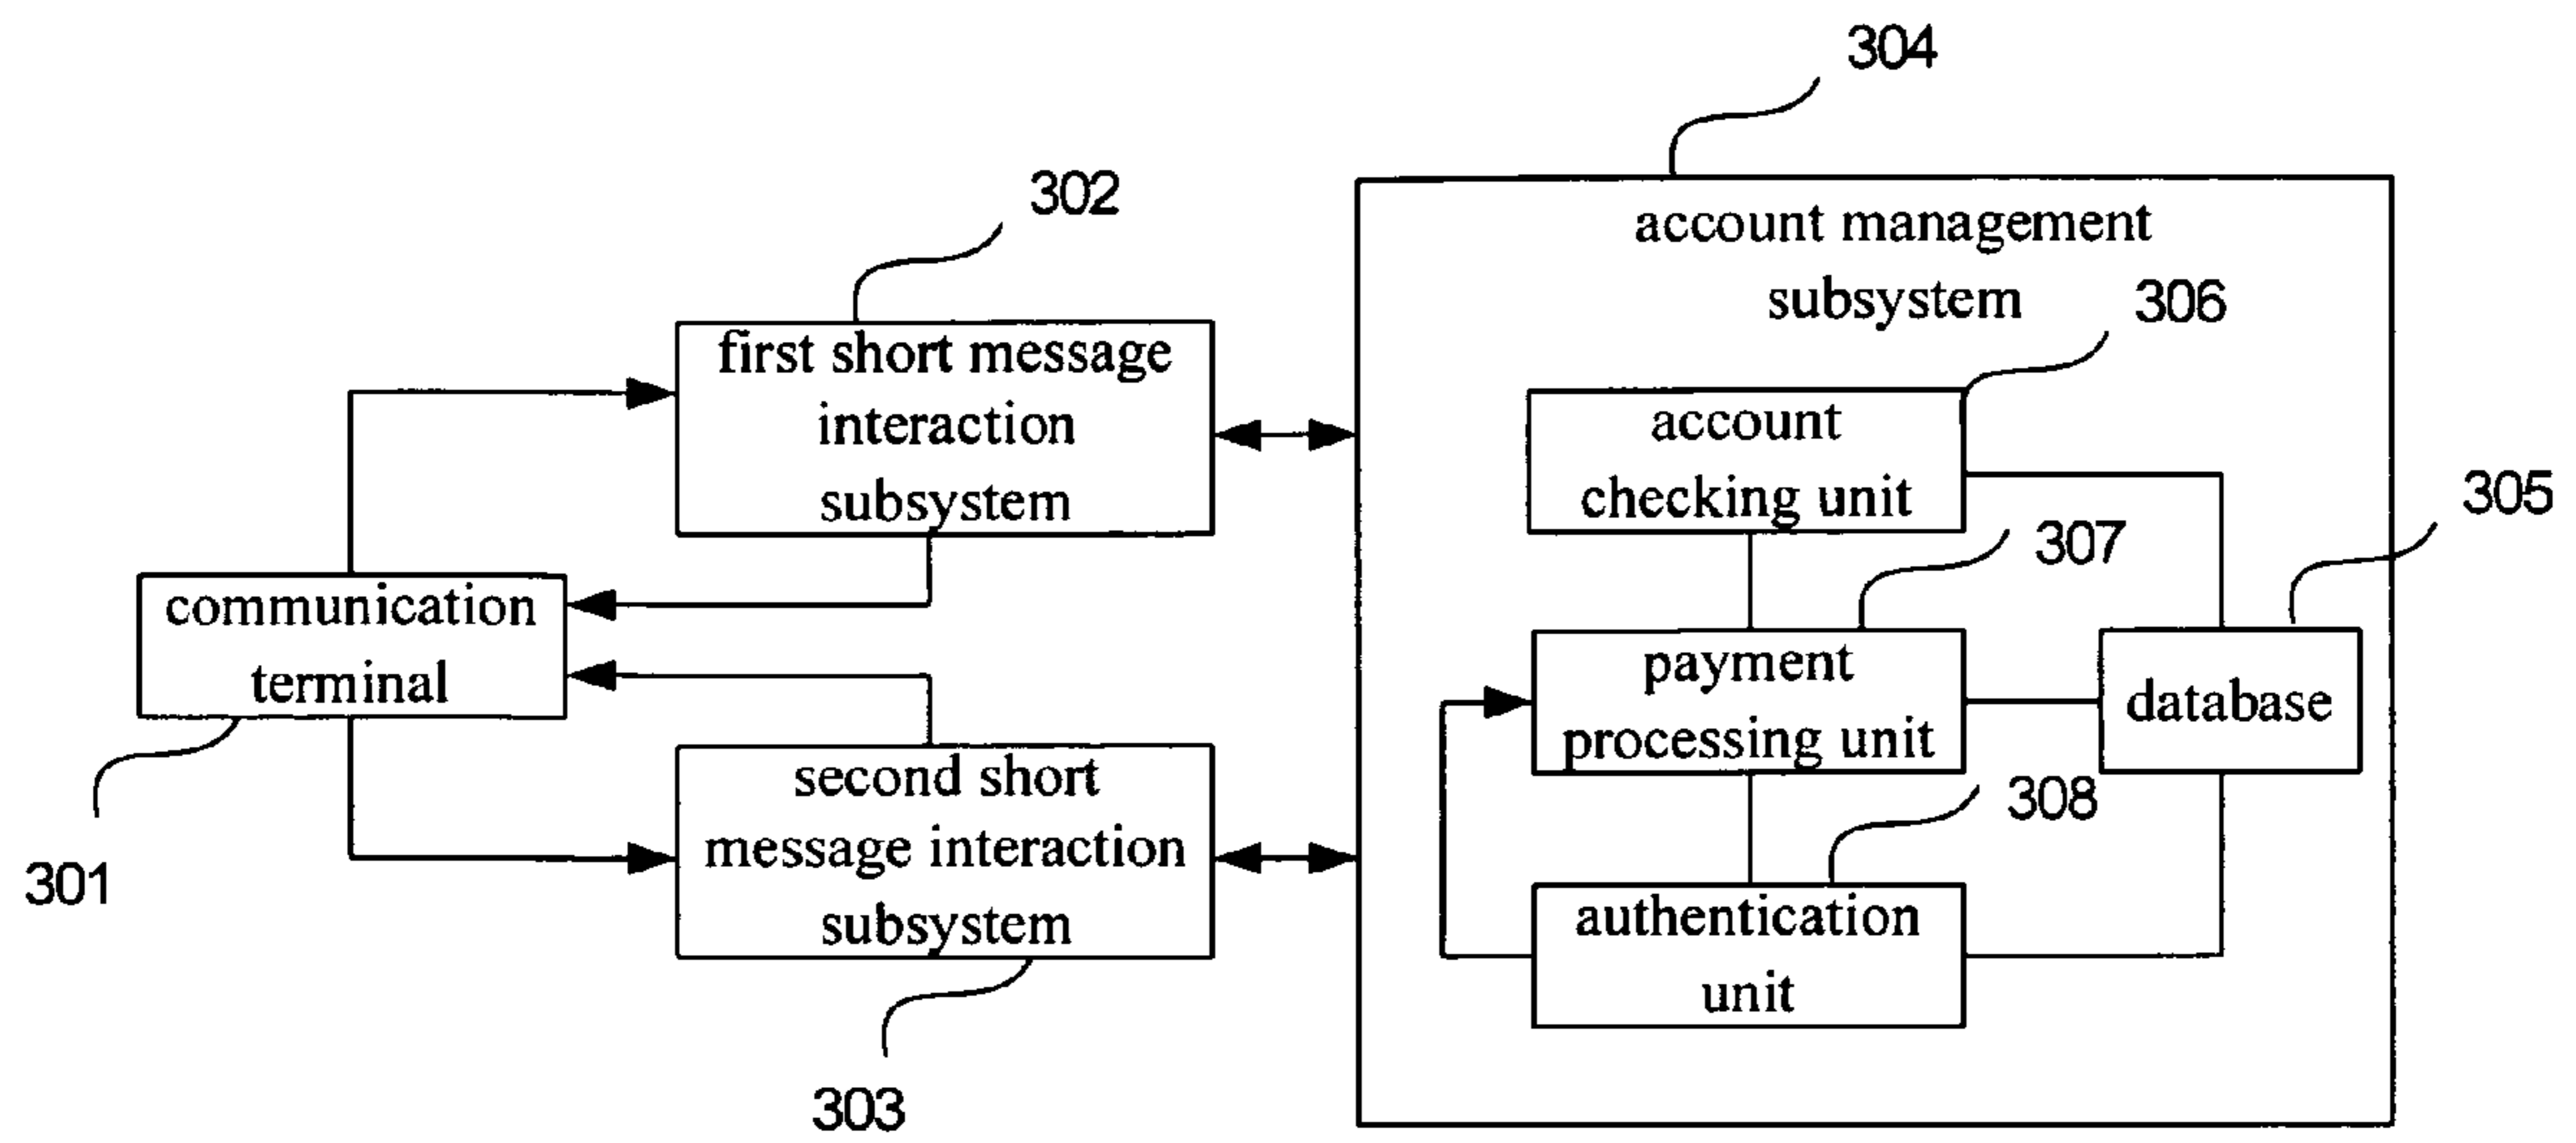 304
302
account management
subsystem
306
first short message
interaction
subsystem
account
checking unit
305
307
communication
terminal
payment
processing unit
database
second short
message interaction
subsystem
308
301
authentication
unit
303